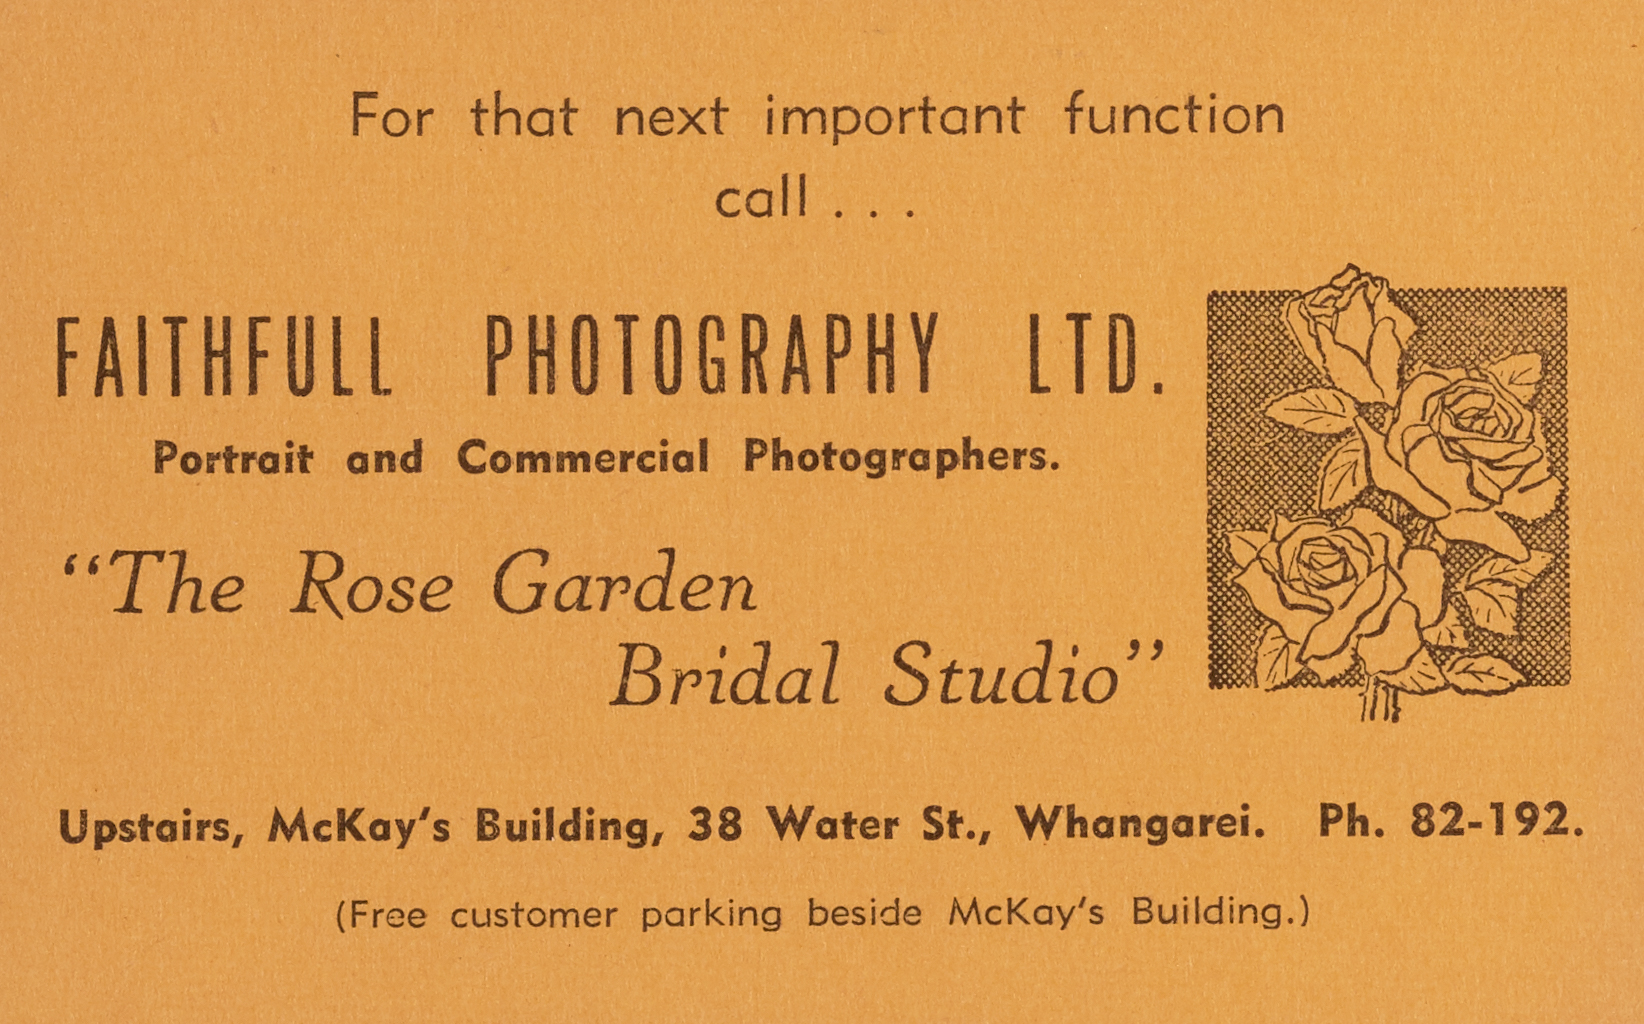 For that next important function
call . . .
FAITHFULL PHOTOGRAPHY LTD.
Portrait and Commercial Photographers.
“The Rose Garden
Bridal Studio”
Upstairs, McKay’s Building, 38 Water St., Whangarei. Ph. 82-192.
(Free customer parking beside McKay’s Building.)